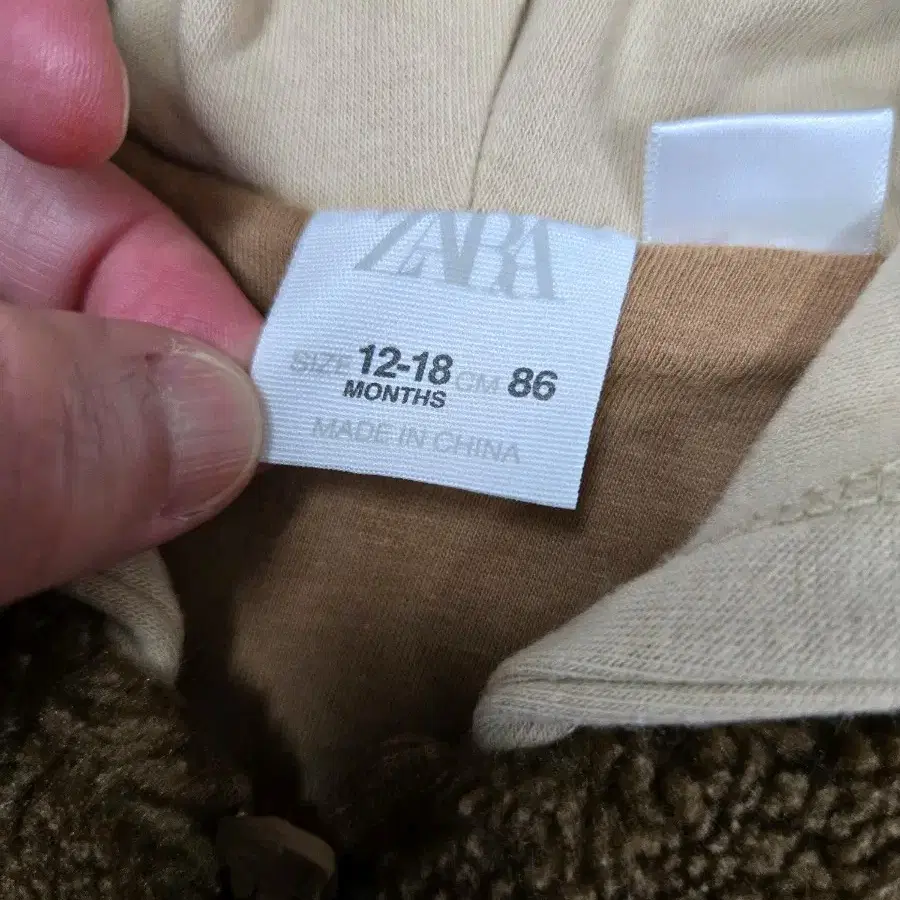 ZARA
SIZE 12-18 CM 86
MONTHS
MADE IN CHINA